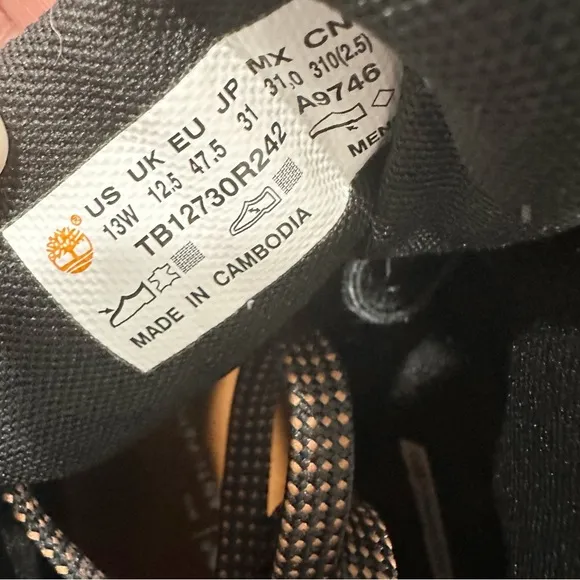 US UK EU JP MX CN
13W 12.5 47.5 31 31.0 310(2.5)
TB12730R242 A9746
MEN
MADE IN CAMBODIA
®